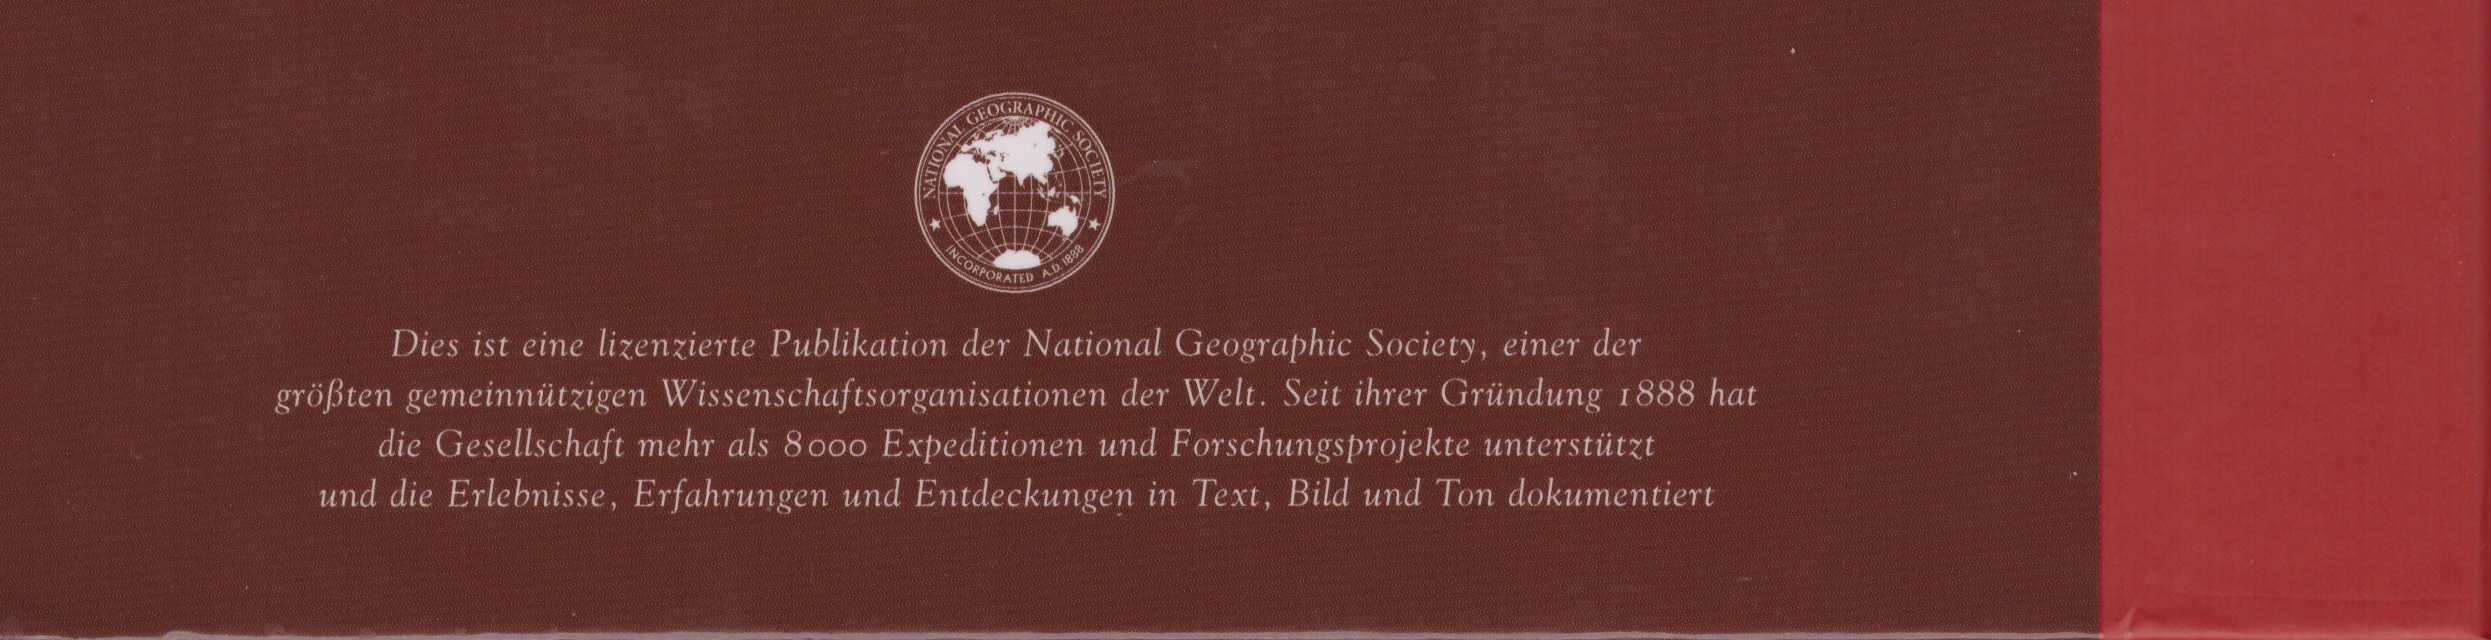 NATIONAL GEOGRAPHIC SOCIETY
INCORPORATED A.D. 1888
Dies ist eine lizenzierte Publikation der National Geographic Society, einer der
größten gemeinnützigen Wissenschaftsorganisationen der Welt. Seit ihrer Gründung 1888 hat
die Gesellschaft mehr als 8000 Expeditionen und Forschungsprojekte unterstützt
und die Erlebnisse, Erfahrungen und Entdeckungen in Text, Bild und Ton dokumentiert